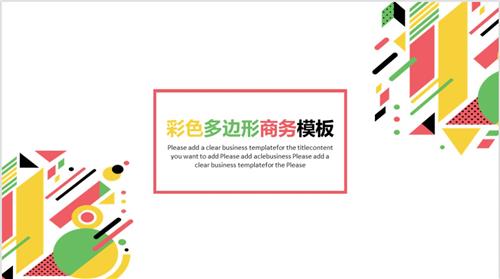 彩色多边形商务模板
Please add a clear business templatefor the titlecontent
you want to add Please add aclebusiness Please add a
clear business templatefor the Please